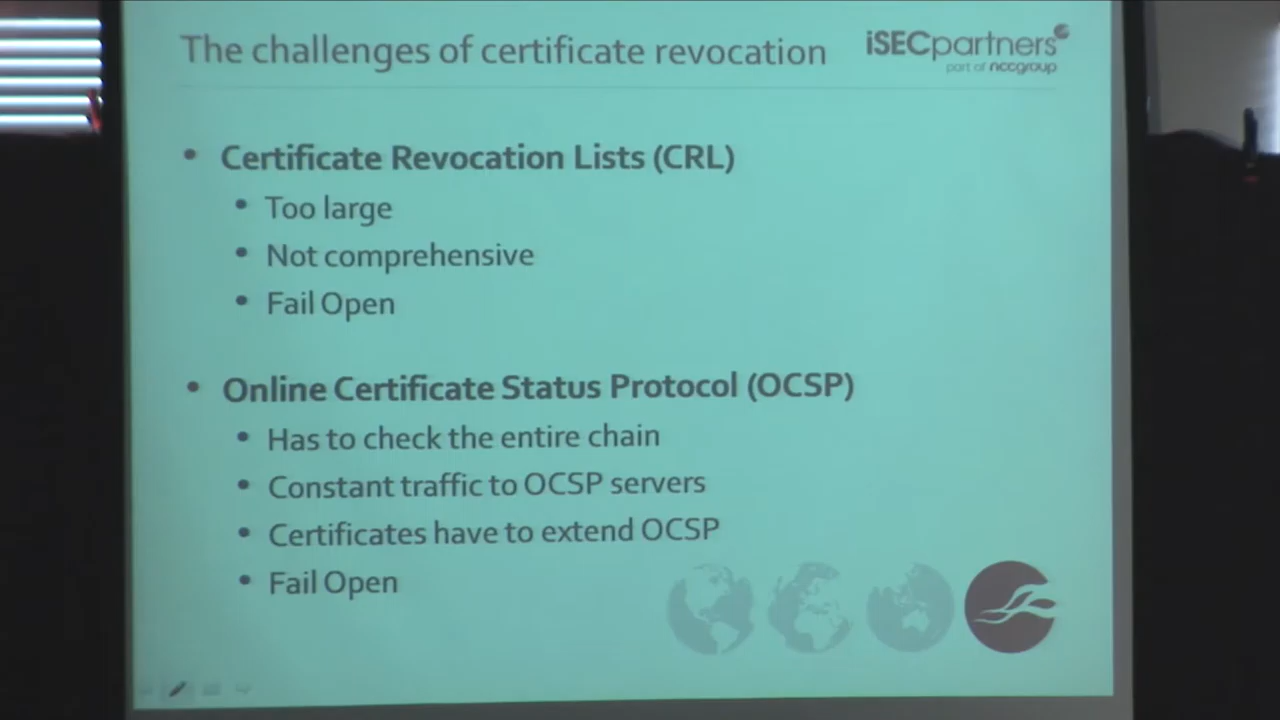 The challenges of certificate revocation
iSECpartners
part of nccgroup
• Certificate Revocation Lists (CRL)
• Too large
• Not comprehensive
• Fail Open
• Online Certificate Status Protocol (OCSP)
• Has to check the entire chain
• Constant traffic to OCSP servers
• Certificates have to extend OCSP
• Fail Open